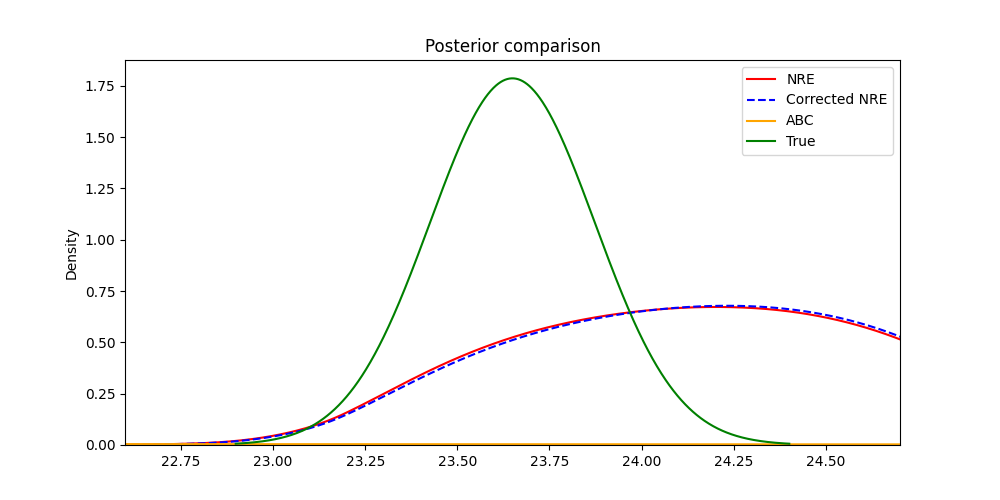 Posterior comparison
NRE
Corrected NRE
ABC
True
Density
1.75
1.50
1.25
1.00
0.75
0.50
0.25
0.00
22.75 23.00 23.25 23.50 23.75 24.00 24.25 24.50